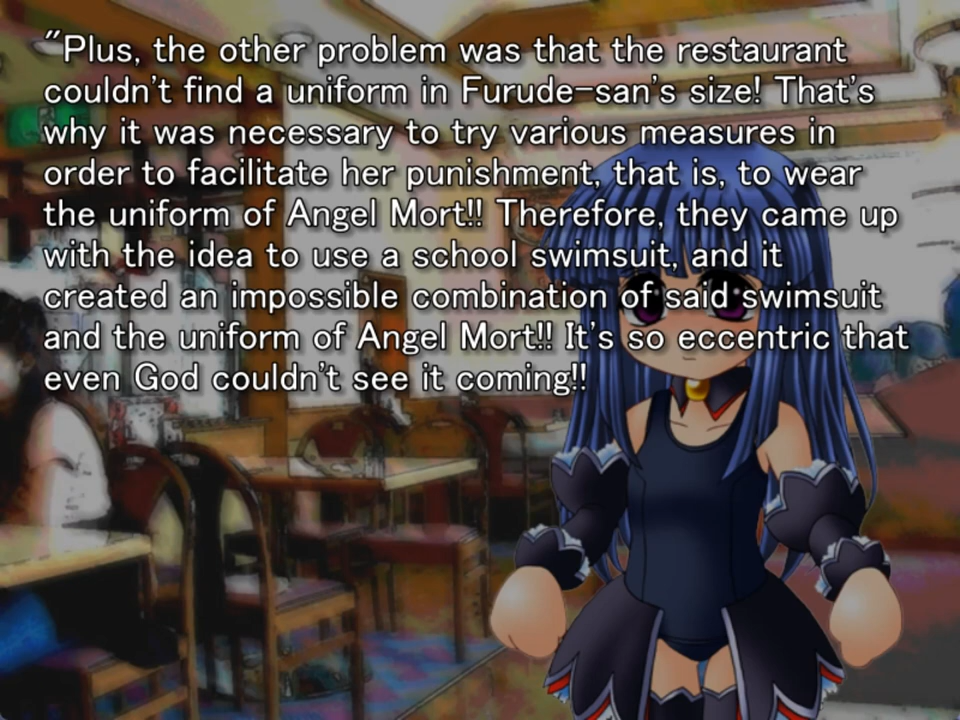 "Plus, the other problem was that the restaurant
couldn't find a uniform in Furude-san's size! That's
why it was necessary to try various measures in
order to facilitate her punishment, that is, to wear
the uniform of Angel Mort!! Therefore, they came up
with the idea to use a school swimsuit, and it
created an impossible combination of said swimsuit
and the uniform of Angel Mort!! It's so eccentric that
even God couldn't see it coming!!